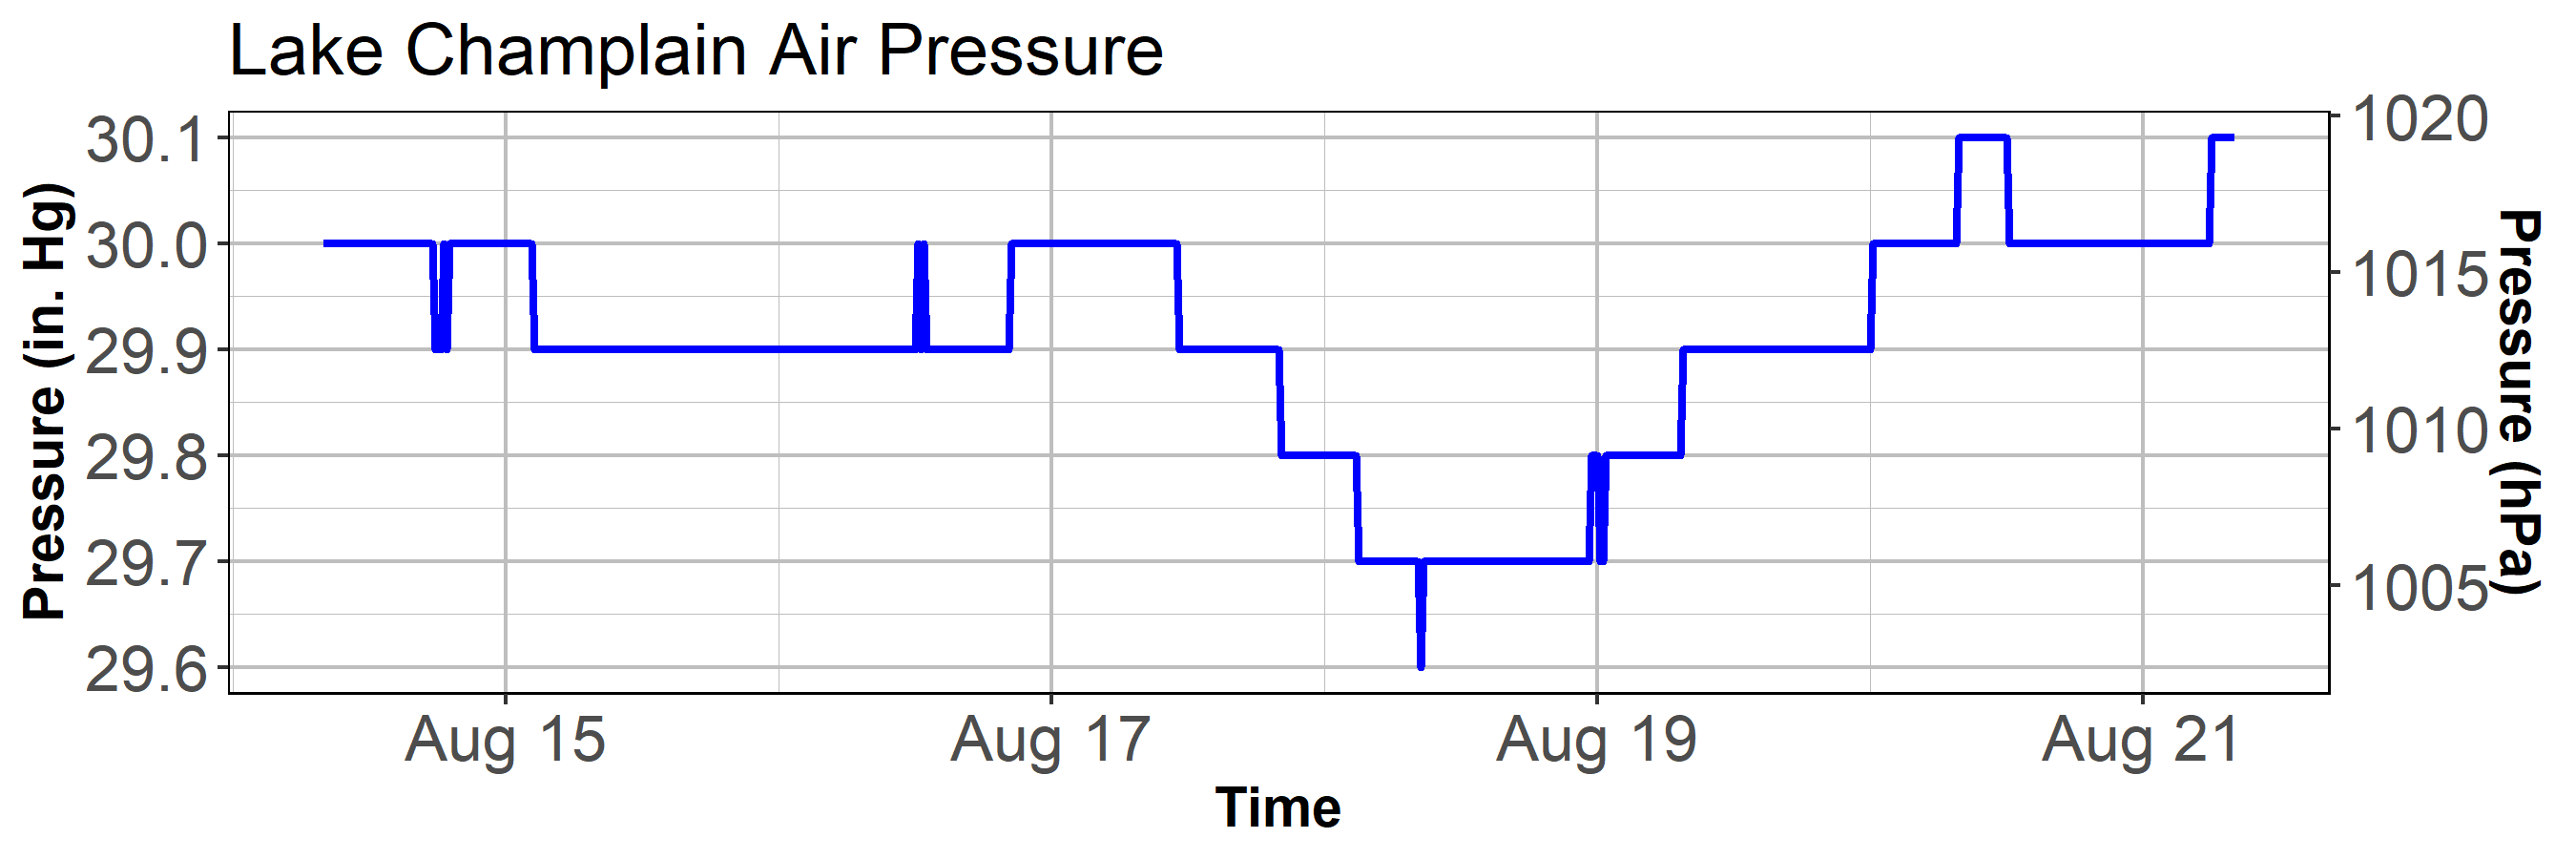 Lake Champlain Air Pressure
Pressure (in. Hg)
30.1
30.0
29.9
29.8
29.7
29.6
1020
1015
1010
1005
Pressure (hPa)
Aug 15 Aug 17 Aug 19 Aug 21
Time